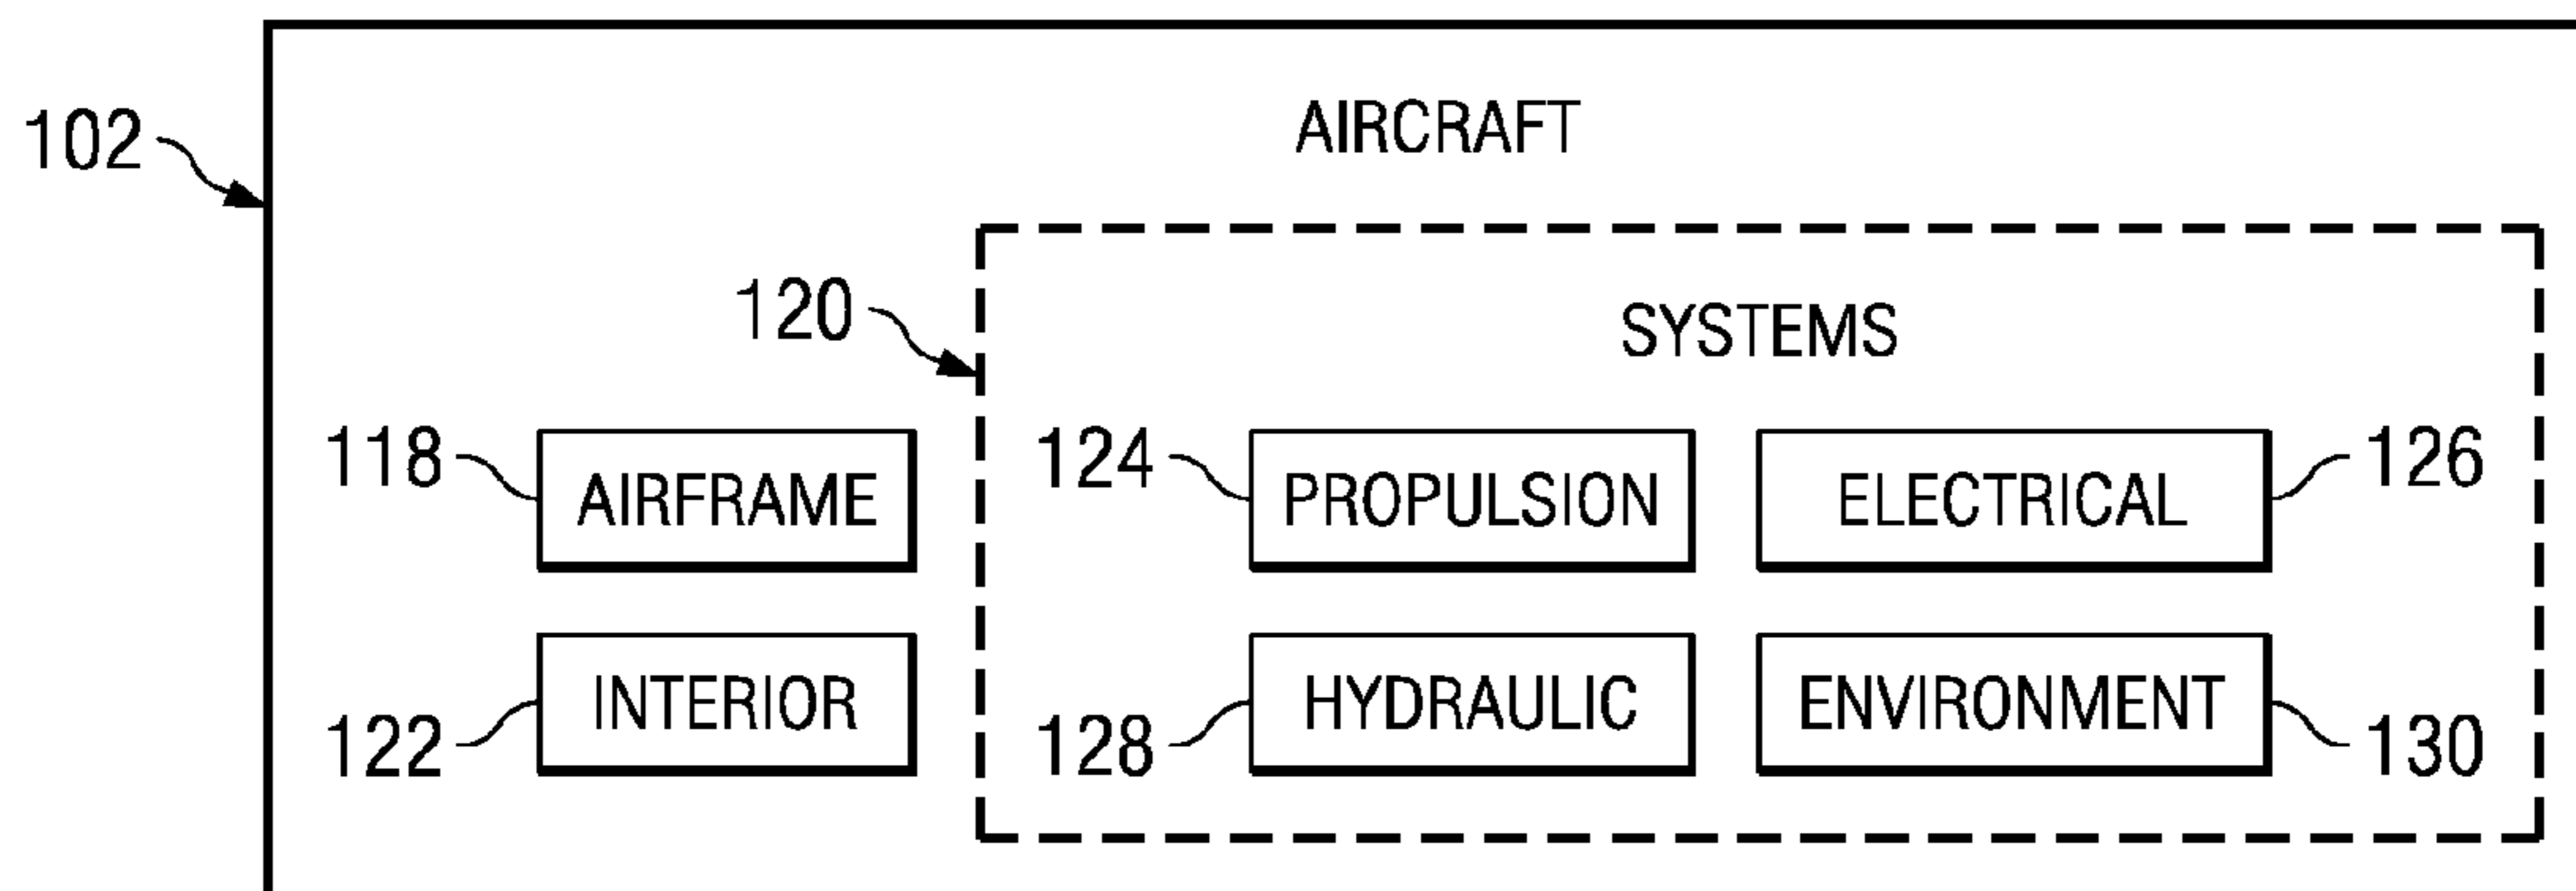 AIRCRAFT
102
SYSTEMS
120
118 AIRFRAME 124 PROPULSION ELECTRICAL 126
122 INTERIOR 128 HYDRAULIC ENVIRONMENT 130